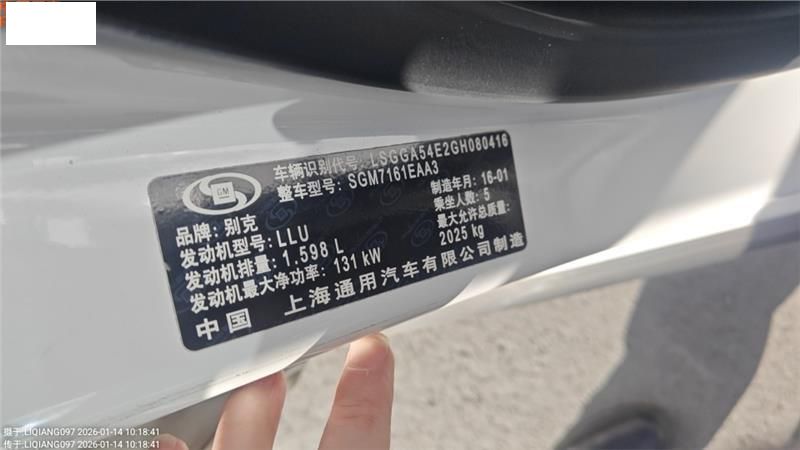 车辆识别代号: LSGGA54E2GH080416
整车型号: SGM7161EAA3
GM
品牌: 别克
制造年月: 16-01
发动机型号: LLU
乘坐人数: 5
发动机排量: 1.598 L
最大允许总质量:
2025 kg
发动机最大净功率: 131 kW
中国 上海通用汽车有限公司制造
摄于:LIQIANG097 2026-01-14 10:18:41
传于:LIQIANG097 2026-01-14 10:18:41